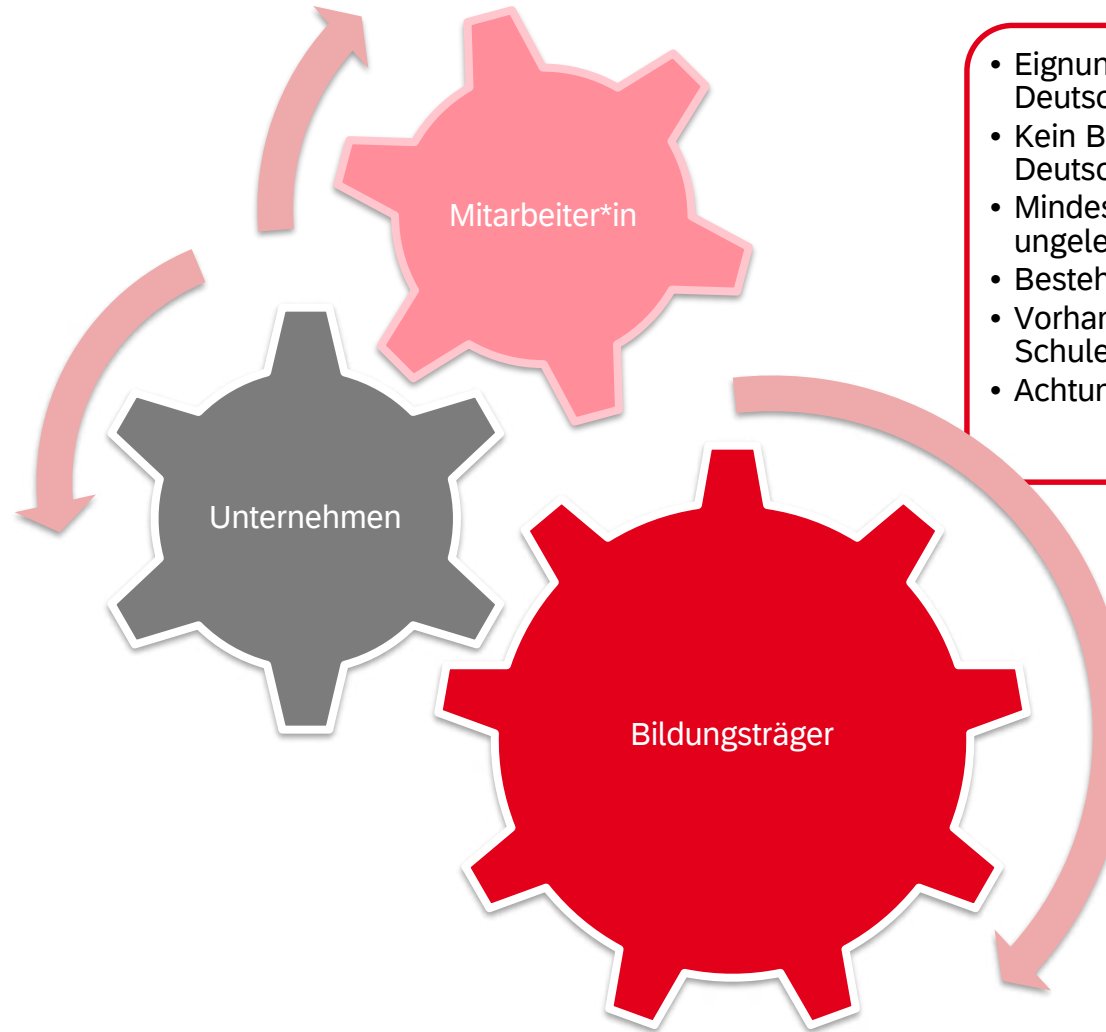 Mitarbeiter*in
Unternehmen
Bildungsträger
• Eignun
Deutsc
• Kein B
Deutsc
• Mindes
ungele
• Besteh
• Vorhan
Schule
• Achtun